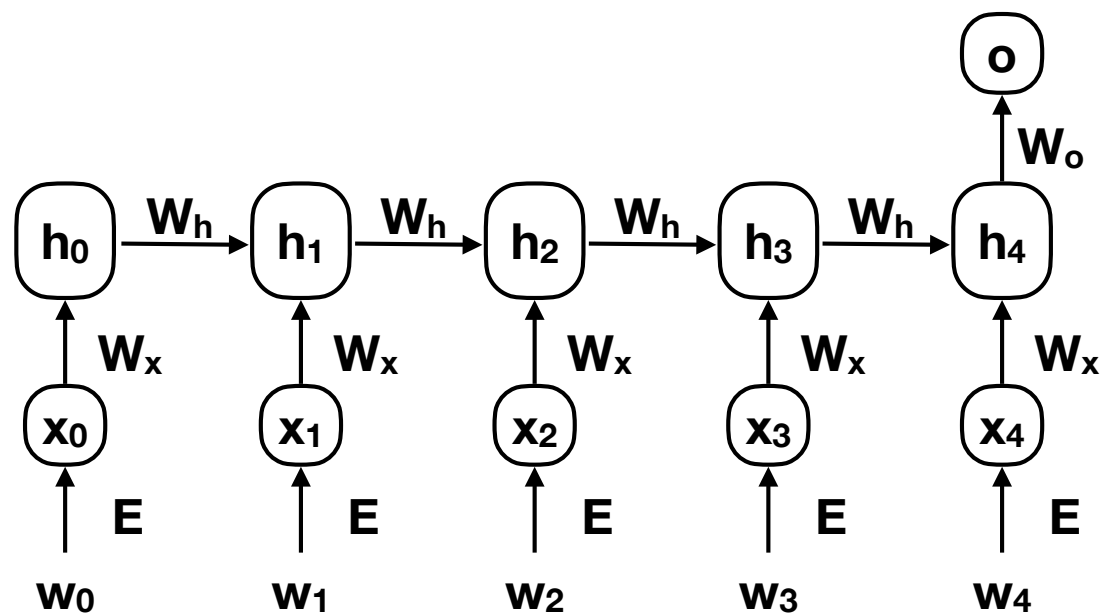 o
Wₒ
Wₕ Wₕ Wₕ Wₕ
h₀ h₁ h₂ h₃ h₄
Wₓ Wₓ Wₓ Wₓ Wₓ
x₀ x₁ x₂ x₃ x₄
E E E E E
w₀ w₁ w₂ w₃ w₄